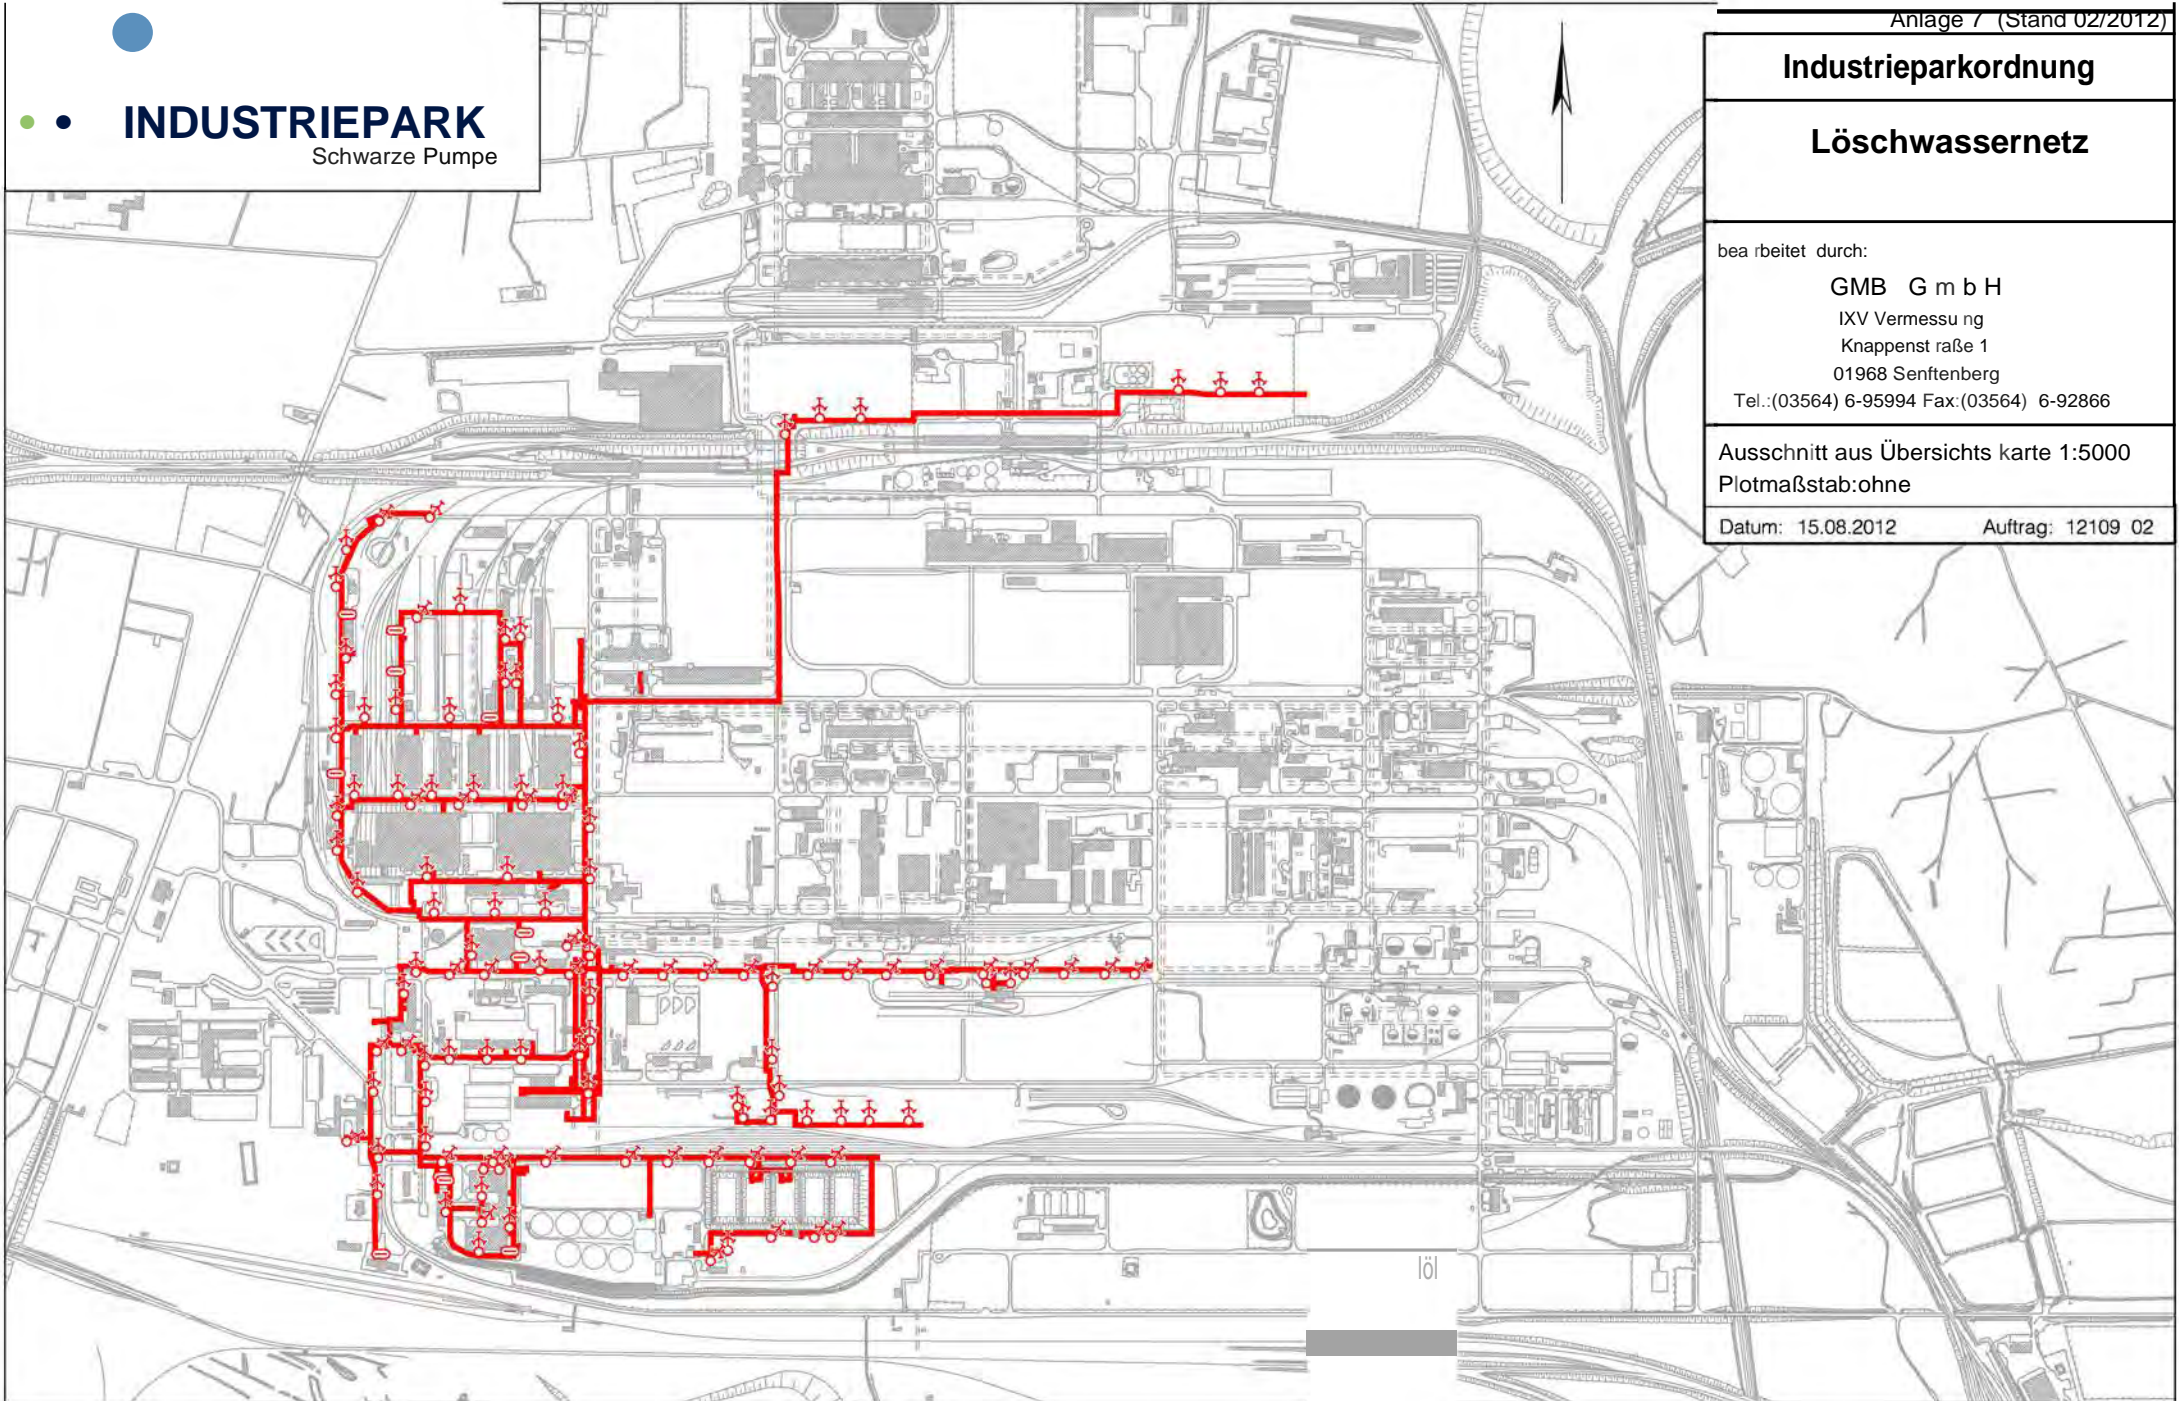 INDUSTRIEPARK
Schwarze Pumpe
Anlage 7 (Stand 02/2012)
Industrieparkordnung
Löschwassernetz
bea rbeitet durch:
GMB G m b H
IXV Vermessu ng
Knappenst raße 1
01968 Senftenberg
Tel.:(03564) 6-95994 Fax:(03564) 6-92866
Ausschnitt aus Übersichts karte 1:5000
Plotmaßstab:ohne
Datum: 15.08.2012 Auftrag: 12109 02
löl